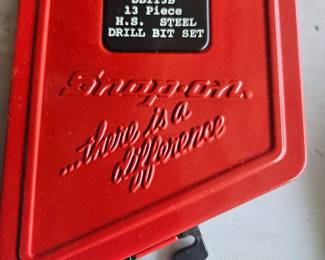 13 Piece
H.S. STEEL
DRILL BIT SET
Snap-on.
...there is a
difference